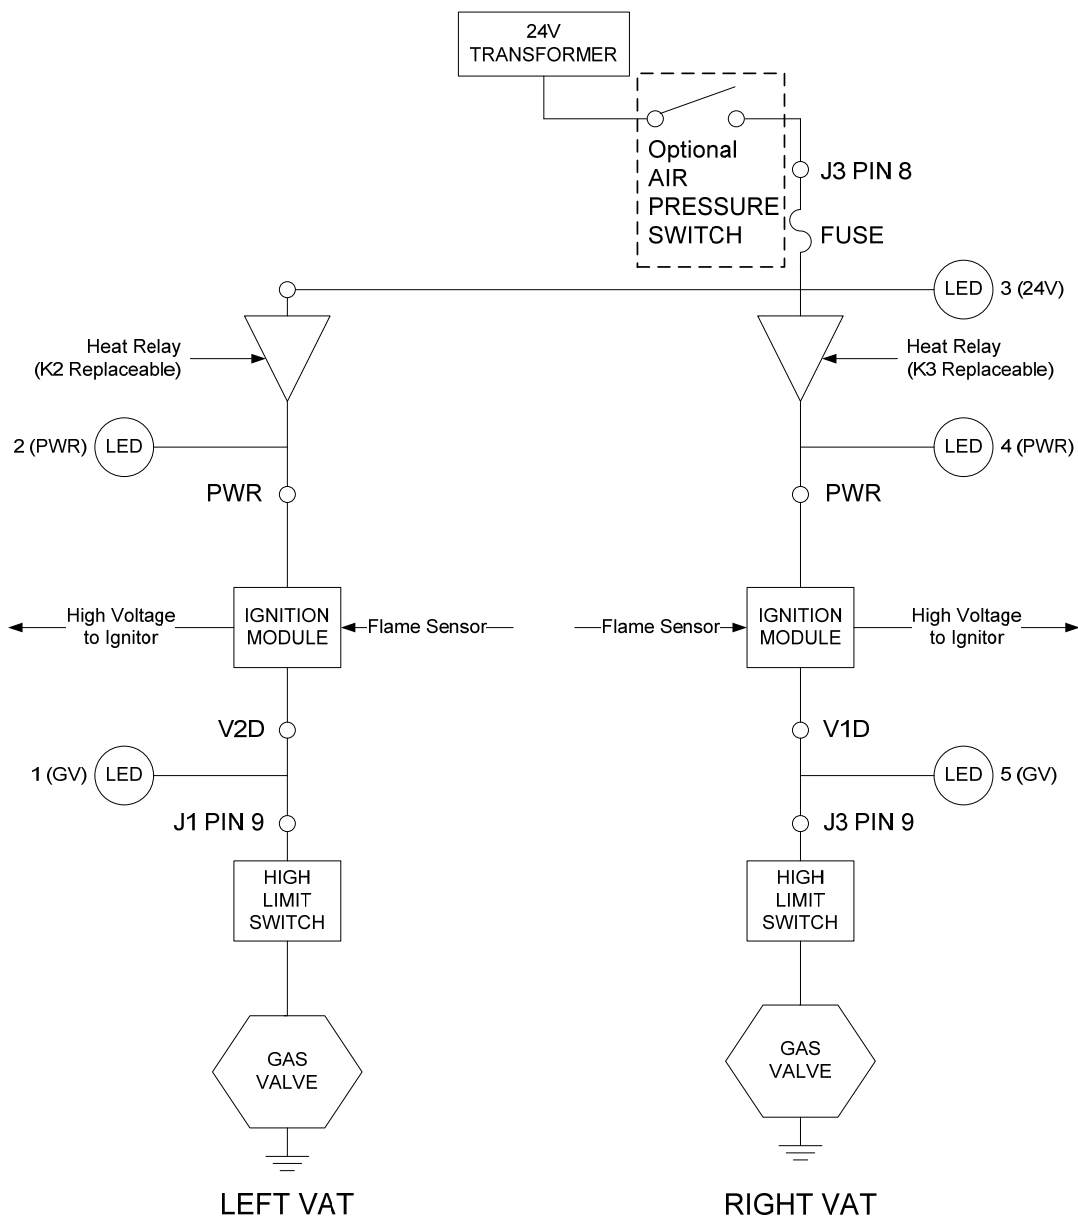 24V
TRANSFORMER
Optional
AIR
PRESSURE
SWITCH
J3 PIN 8
FUSE
LED
3 (24V)
Heat Relay
(K2 Replaceable)
Heat Relay
(K3 Replaceable)
2 (PWR)
LED
LED
4 (PWR)
PWR
PWR
High Voltage
to Ignitor
IGNITION
MODULE
Flame Sensor
Flame Sensor
IGNITION
MODULE
High Voltage
to Ignitor
V2D
V1D
1 (GV)
LED
LED
5 (GV)
J1 PIN 9
J3 PIN 9
HIGH
LIMIT
SWITCH
HIGH
LIMIT
SWITCH
GAS
VALVE
GAS
VALVE
LEFT VAT
RIGHT VAT